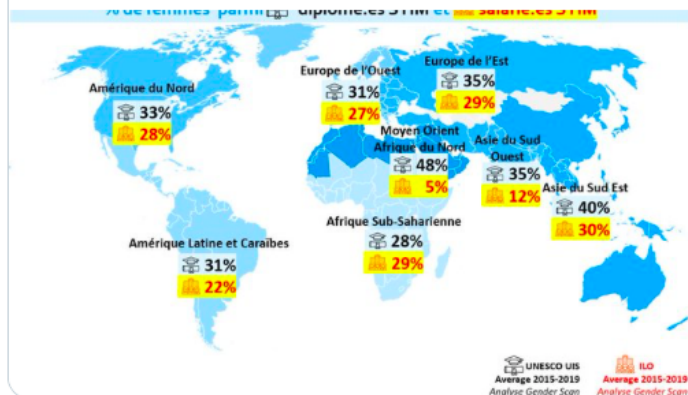 % de femmes parmi diplômé.es STIM et salarié.es STIM
Amérique du Nord
33%
28%
Europe de l'Ouest
31%
27%
Europe de l'Est
35%
29%
Moyen Orient
Afrique du Nord
48%
5%
Asie du Sud
Ouest
35%
12%
Asie du Sud Est
40%
30%
Afrique Sub-Saharienne
28%
29%
Amérique Latine et Caraïbes
31%
22%
UNESCO UIS
Average 2015-2019
Analyse Gender Scan
ILO
Average 2015-2019
Analyse Gender Scan